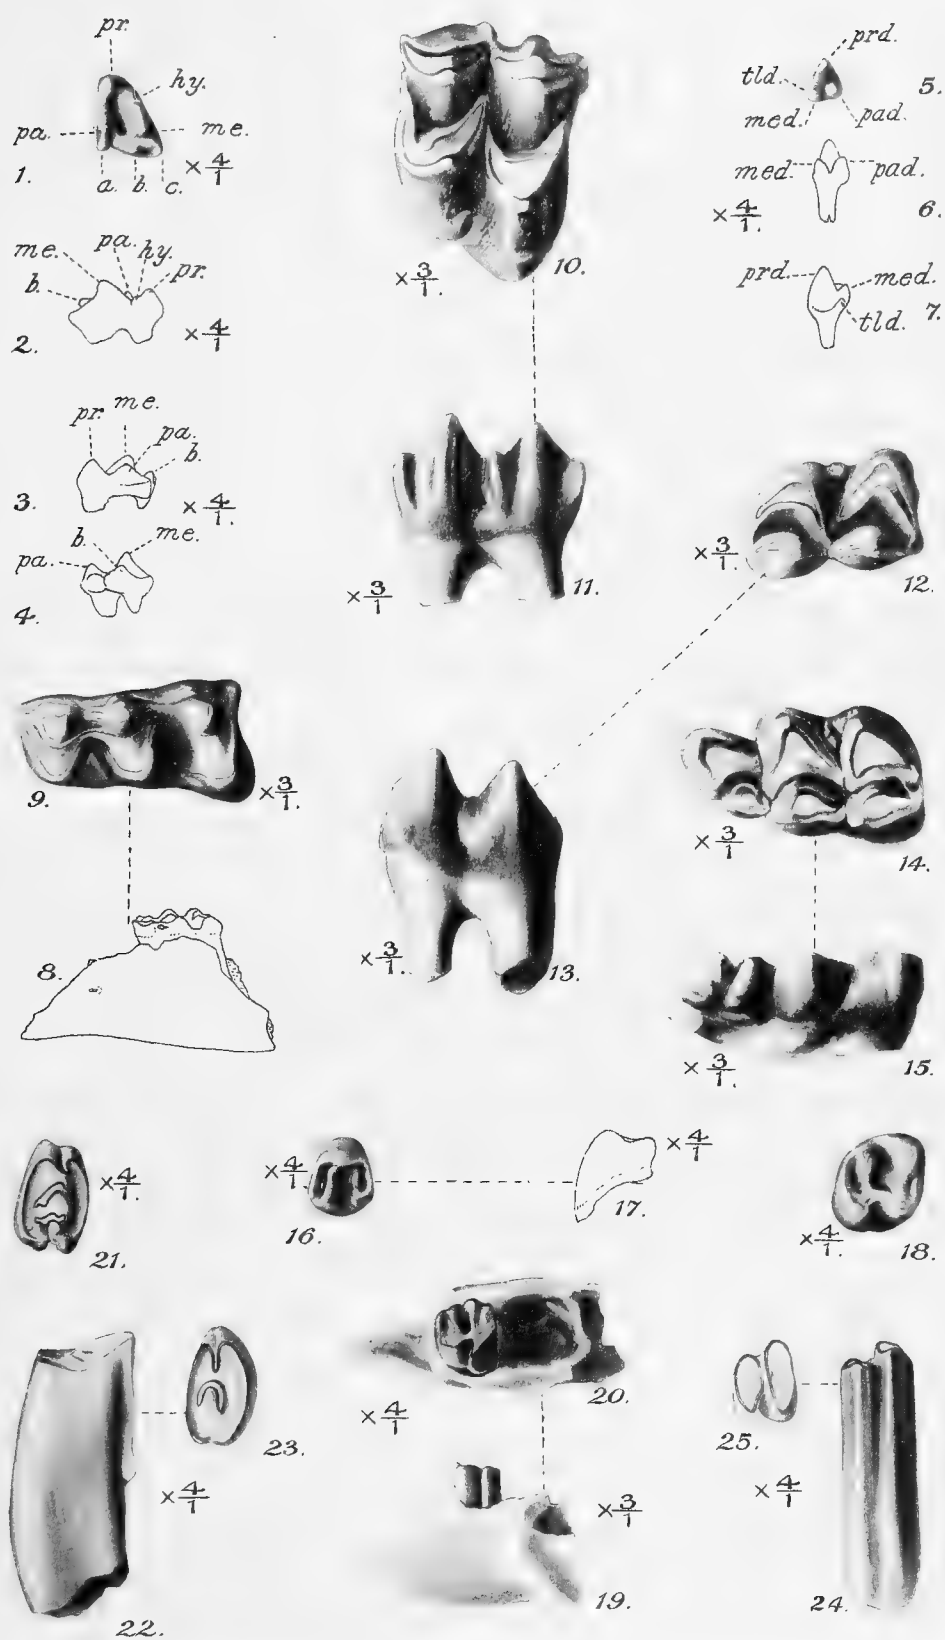 pr.
hy.
pa.
me.
a. b. c.
× 4/1
1.
me. pa. hy. pr.
b.
× 4/1
2.
pr. me.
pa.
b.
× 4/1.
3.
b. me.
pa.
4.
× 3/1.
10.
prd.
tld.
5.
med. pad.
med. pad.
× 4/1.
6.
prd. med.
7.
tld.
× 3/1
11.
× 3/1.
12.
9.
× 3/1.
8.
× 3/1.
13.
× 3/1
14.
× 3/1.
15.
× 4/1.
21.
× 4/1.
16.
× 4/1
17.
× 4/1.
18.
23.
× 4/1
22.
20.
× 4/1
× 3/1
19.
25.
× 4/1
24.